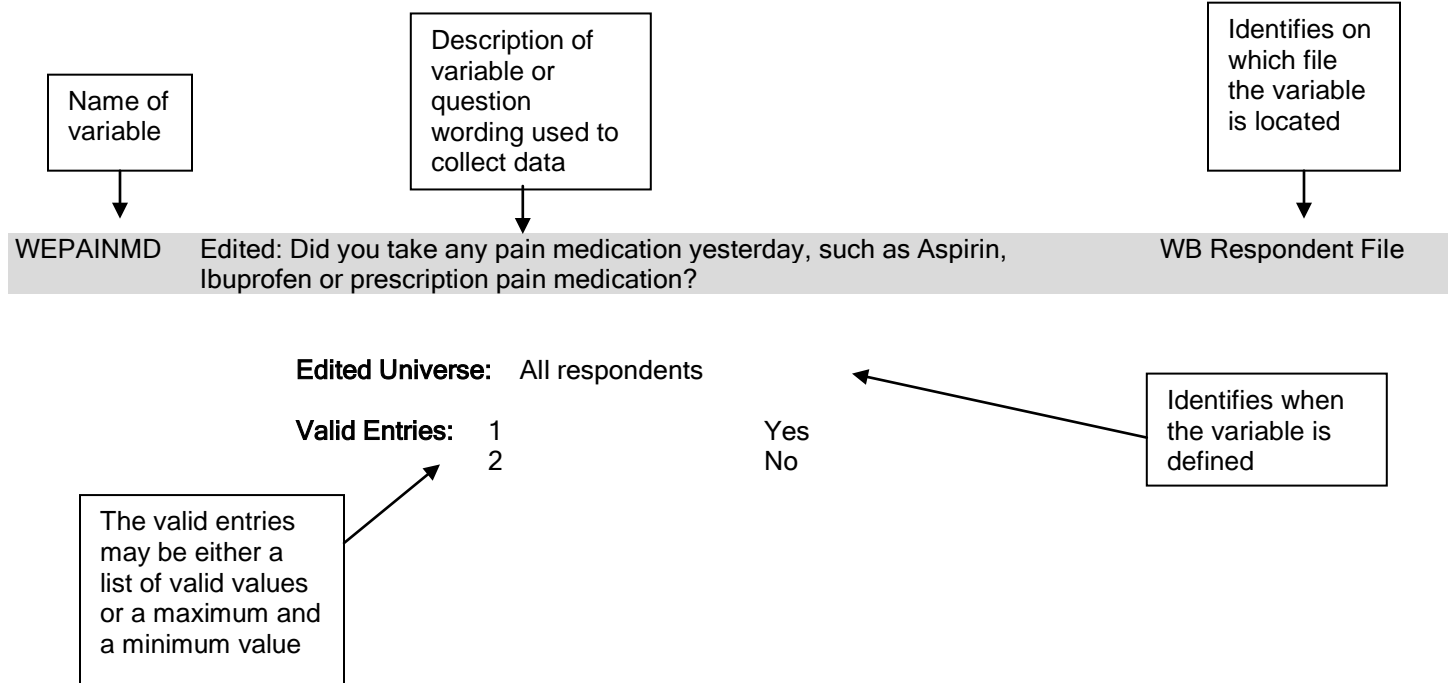 Name of
variable
Description of
variable or
question
wording used to
collect data
Identifies on
which file
the variable
is located
WEPAINMD Edited: Did you take any pain medication yesterday, such as Aspirin, WB Respondent File
Ibuprofen or prescription pain medication?
Edited Universe: All respondents
Valid Entries: 1 Yes
2 No
Identifies when
the variable is
defined
The valid entries
may be either a
list of valid values
or a maximum and
a minimum value